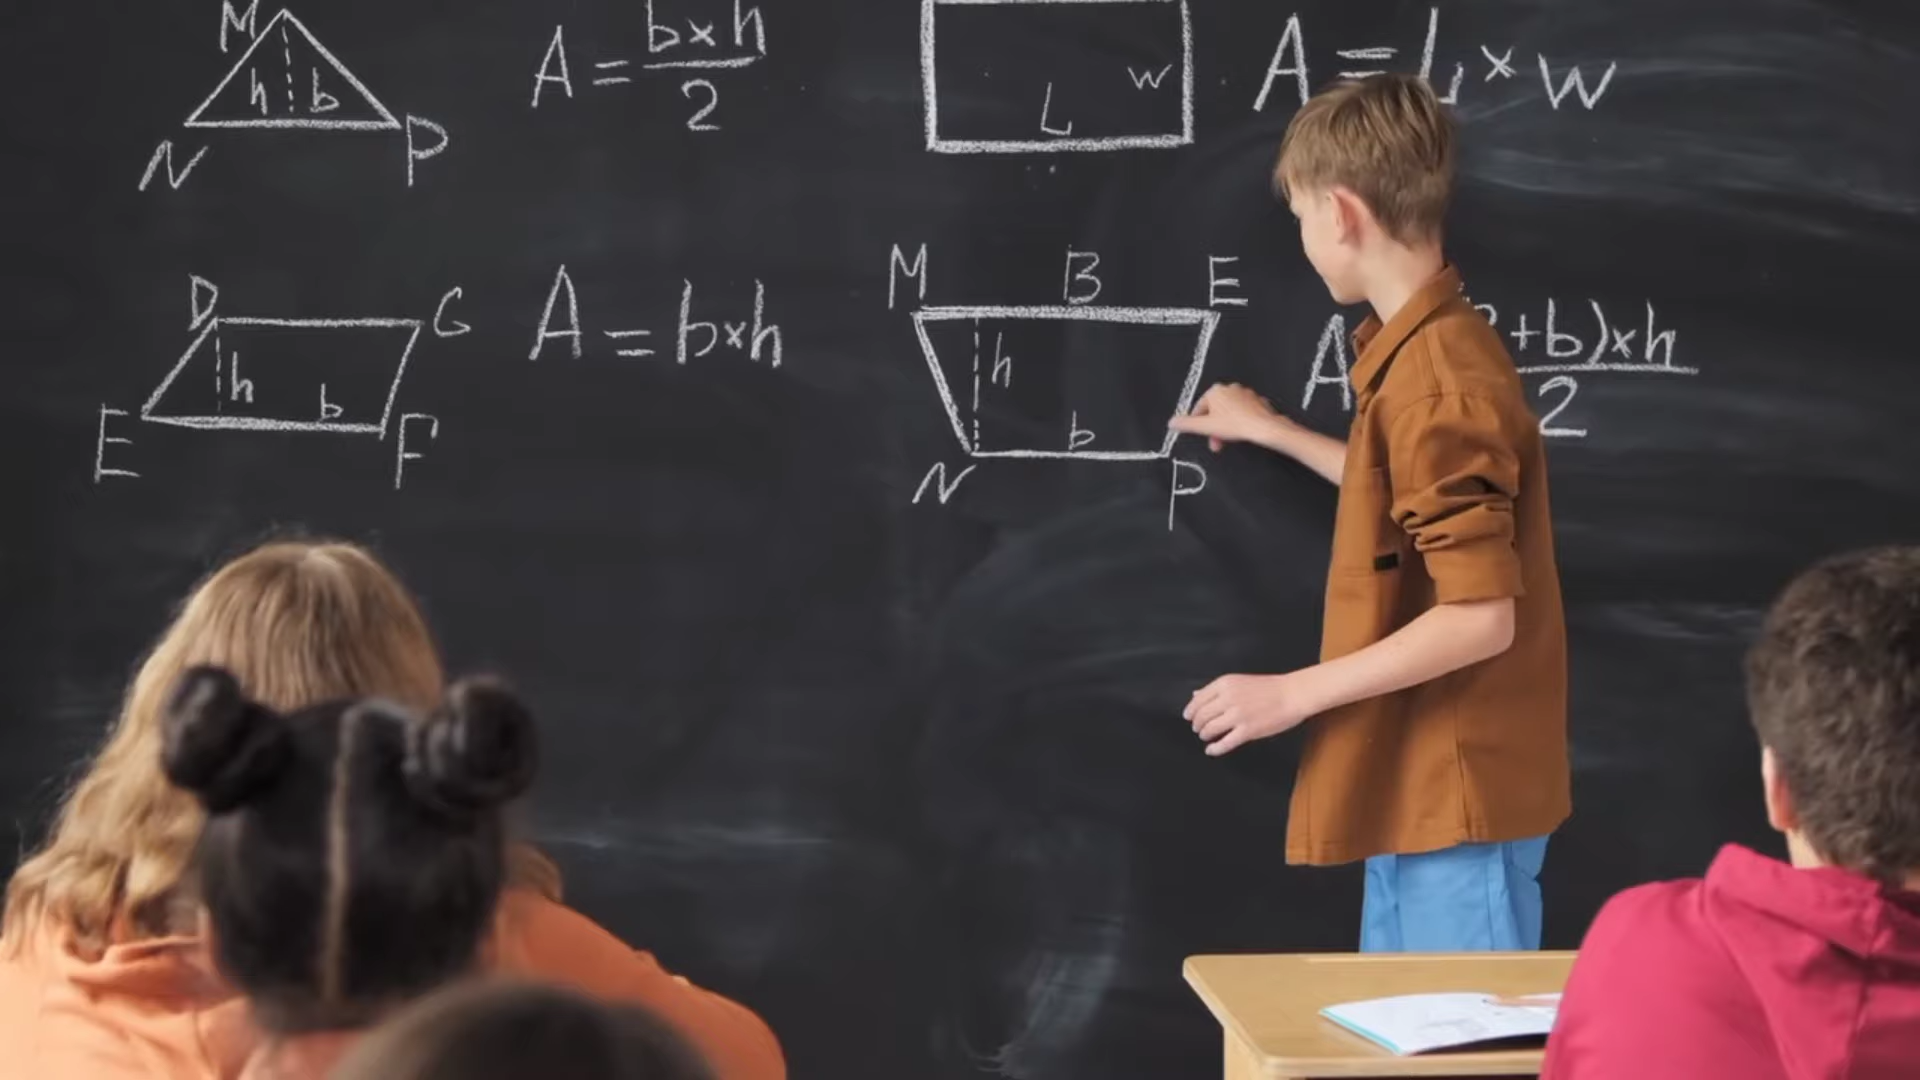 M
h b
N P
A = b×h
2
L w
A = L × w
D G
h b
E F
A = b×h
M B E
h b
N P
A +b)×h
2